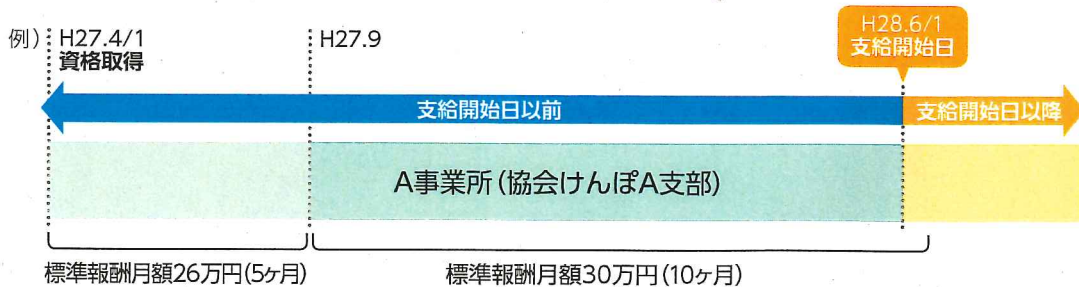 例)
H27.4/1
資格取得
H27.9
H28.6/1
支給開始日
支給開始日以前
支給開始日以降
A事業所(協会けんぽA支部)
標準報酬月額26万円(5ヶ月)
標準報酬月額30万円(10ヶ月)